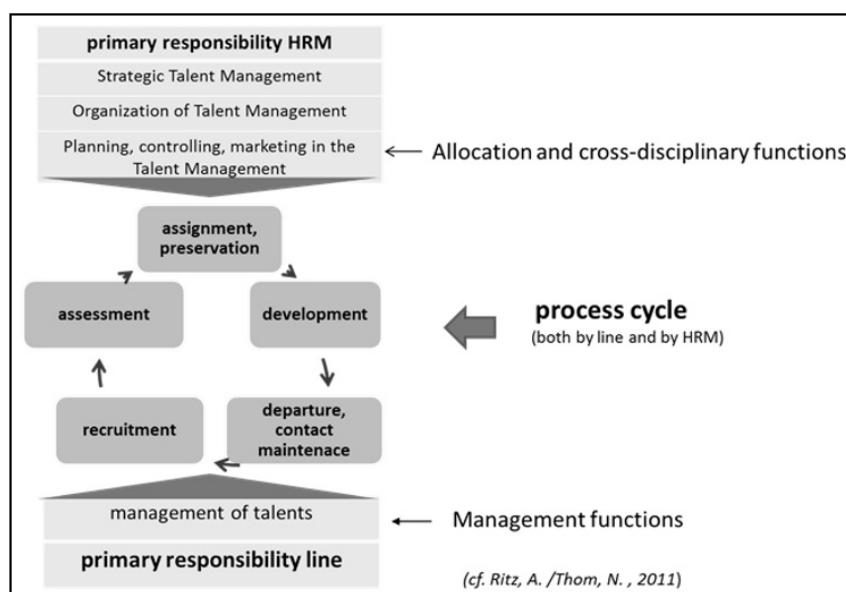 primary responsibility HRM
Strategic Talent Management
Organization of Talent Management
Planning, controlling, marketing in the
Talent Management
Allocation and cross-disciplinary functions
assignment,
preservation
assessment
development
process cycle
(both by line and by HRM)
recruitment
departure,
contact
maintenace
management of talents
Management functions
primary responsibility line
(cf. Ritz, A. /Thom, N. , 2011)